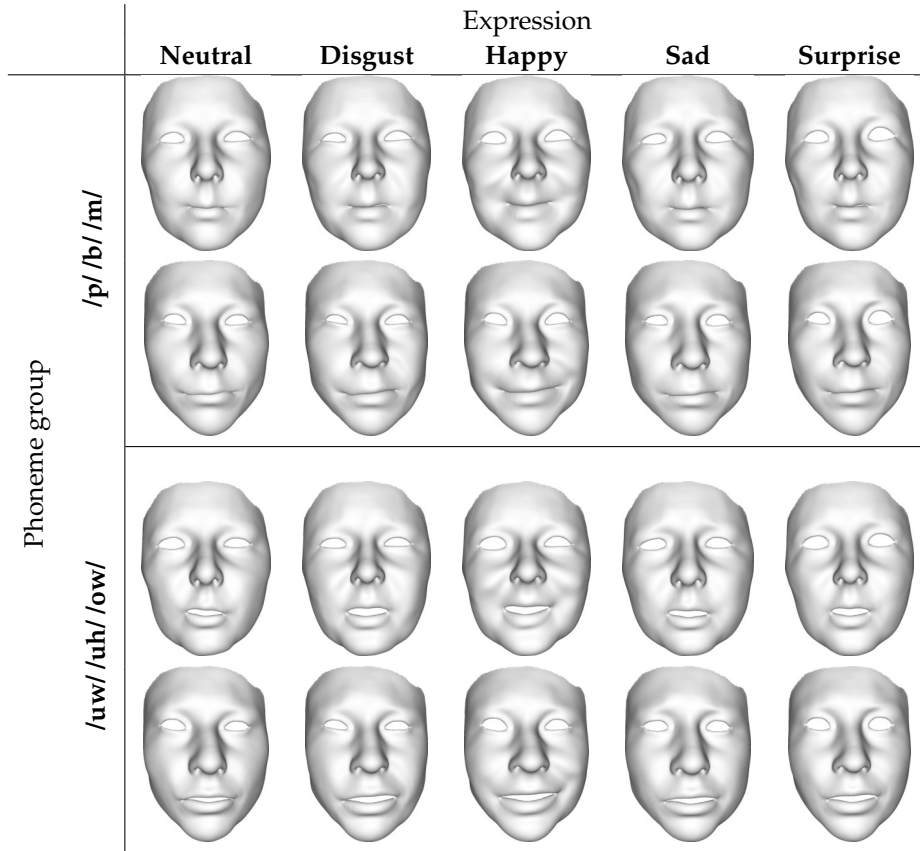 Expression
Neutral Disgust Happy Sad Surprise
Phoneme group
/p/ /b/ /m/
/uw/ /uh/ /ow/